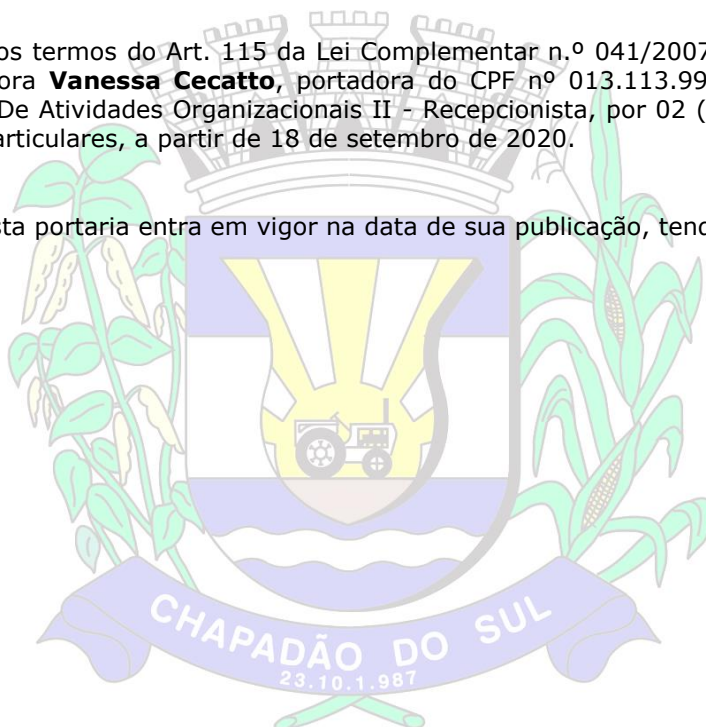 os termos do Art. 115 da Lei Complementar n.º 041/2007
ora Vanessa Cecatto, portadora do CPF nº 013.113.99
De Atividades Organizacionais II - Recepcionista, por 02 (
articulares, a partir de 18 de setembro de 2020.
sta portaria entra em vigor na data de sua publicação, tend
CHAPADÃO DO SUL
23.10.1.987